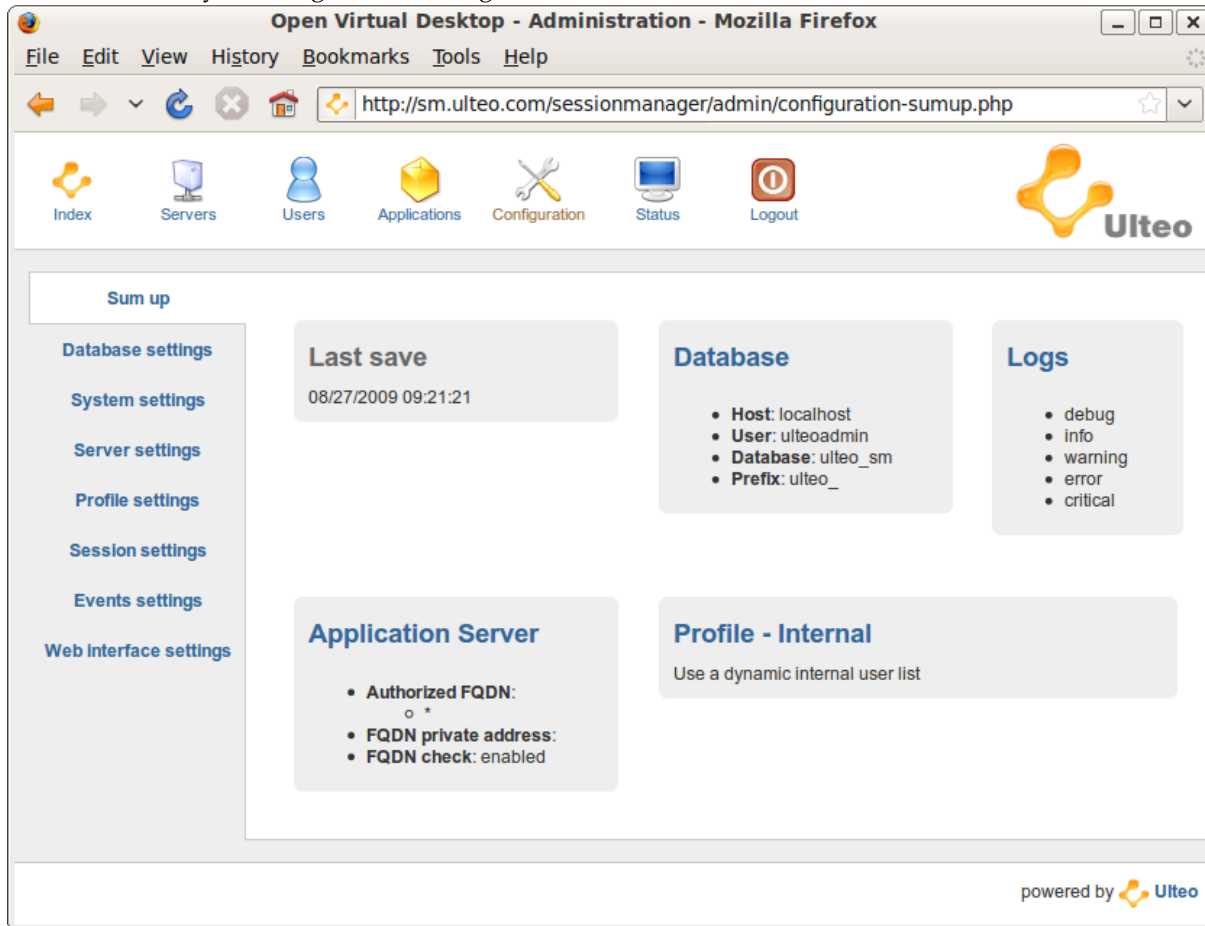 Open Virtual Desktop - Administration - Mozilla Firefox
File Edit View History Bookmarks Tools Help
http://sm.ulteo.com/sessionmanager/admin/configuration-sumup.php
Index Servers Users Applications Configuration Status Logout
Ulteo
Sum up
Database settings
System settings
Server settings
Profile settings
Session settings
Events settings
Web interface settings
Last save
08/27/2009 09:21:21
Database
Host: localhost
User: ulteoadmin
Database: ulteo_sm
Prefix: ulteo_
Logs
debug
info
warning
error
critical
Application Server
Authorized FQDN:
*
FQDN private address:
FQDN check: enabled
Profile - Internal
Use a dynamic internal user list
powered by Ulteo